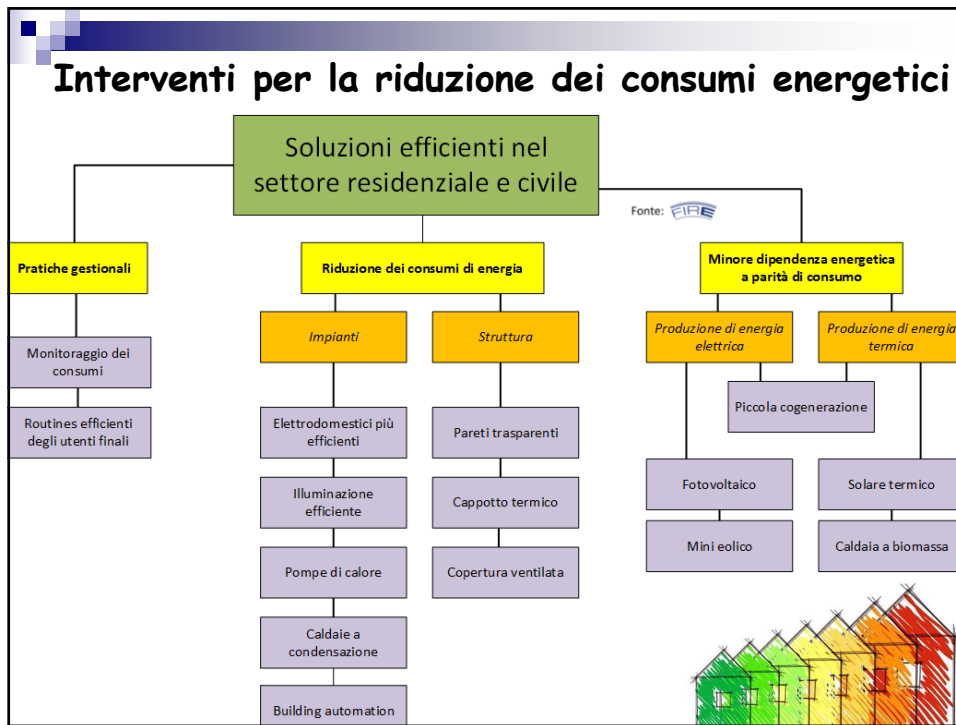 Interventi per la riduzione dei consumi energetici
Soluzioni efficienti nel
settore residenziale e civile
Fonte: FIRE
Pratiche gestionali
Riduzione dei consumi di energia
Minore dipendenza energetica
a parità di consumo
Impianti
Struttura
Produzione di energia
elettrica
Produzione di energia
termica
Monitoraggio dei
consumi
Piccola cogenerazione
Routines efficienti
degli utenti finali
Elettrodomestici più
efficienti
Pareti trasparenti
Illuminazione
efficiente
Cappotto termico
Fotovoltaico
Solare termico
Pompe di calore
Copertura ventilata
Mini eolico
Caldaia a biomassa
Caldaie a
condensazione
Building automation